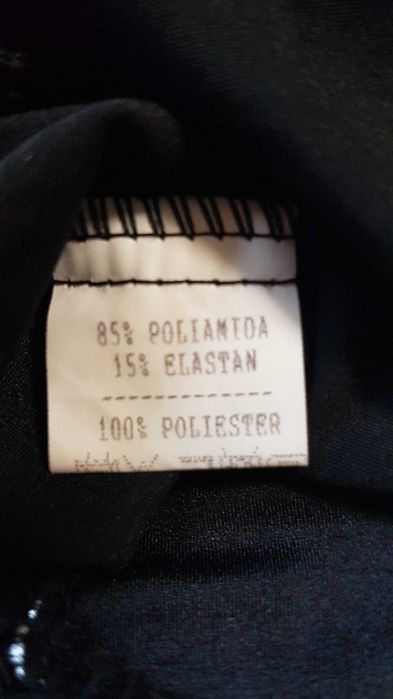 85% POLIAMIDA
15% ELASTAN
--------------------
100% POLIESTER